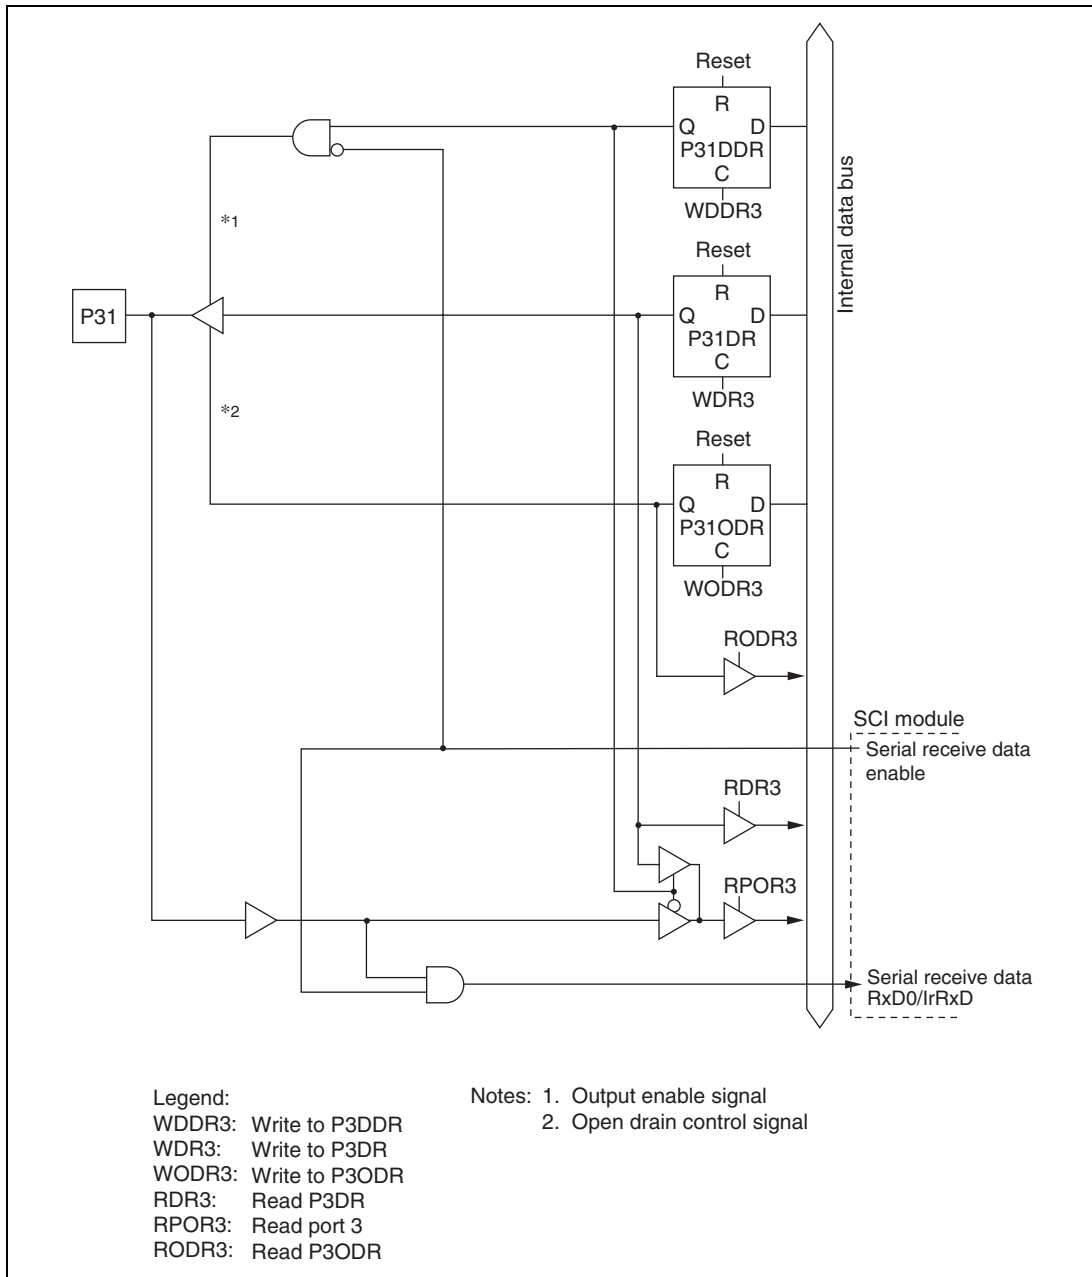 Reset
R
Q D
P31DDR
C
WDDR3
Internal data bus
*1
Reset
R
P31
Q D
P31DR
C
WDR3
*2
Reset
R
Q D
P31ODR
C
WODR3
RODR3
SCI module
Serial receive data
enable
RDR3
RPOR3
Serial receive data
RxD0/IrRxD
Legend:
WDDR3: Write to P3DDR
WDR3: Write to P3DR
WODR3: Write to P3ODR
RDR3: Read P3DR
RPOR3: Read port 3
RODR3: Read P3ODR
Notes: 1. Output enable signal
2. Open drain control signal